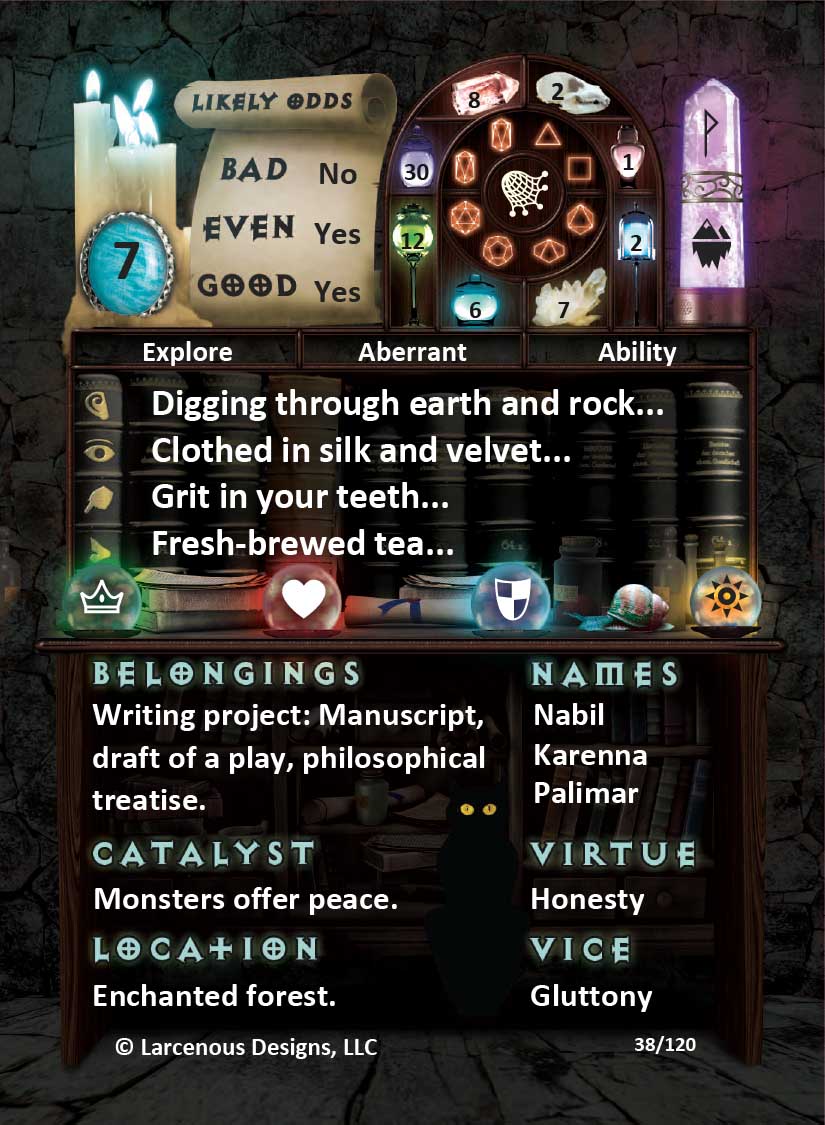 LIKELY ODDS
BAD No
EVEN Yes
GOOD Yes
7
8
2
30
1
12
2
6
7
Explore Aberrant Ability
Digging through earth and rock...
Clothed in silk and velvet...
Grit in your teeth...
Fresh-brewed tea...
BELONGINGS
Writing project: Manuscript,
draft of a play, philosophical
treatise.
NAMES
Nabil
Karenna
Palimar
CATALYST
Monsters offer peace.
VIRTUE
Honesty
LOCATION
Enchanted forest.
VICE
Gluttony
© Larcenous Designs, LLC
38/120